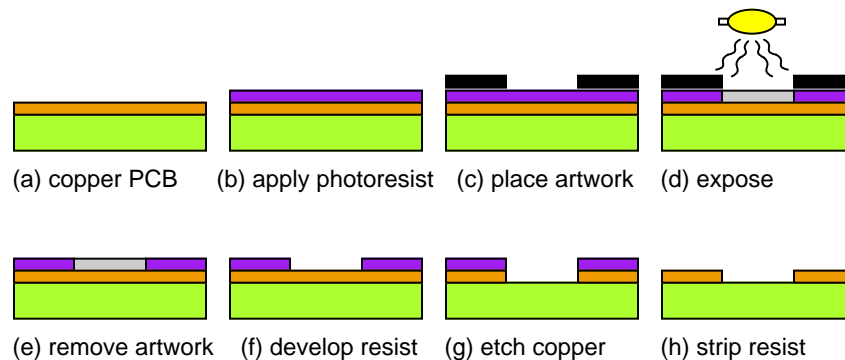 (a) copper PCB
(b) apply photoresist
(c) place artwork
(d) expose
(e) remove artwork
(f) develop resist
(g) etch copper
(h) strip resist